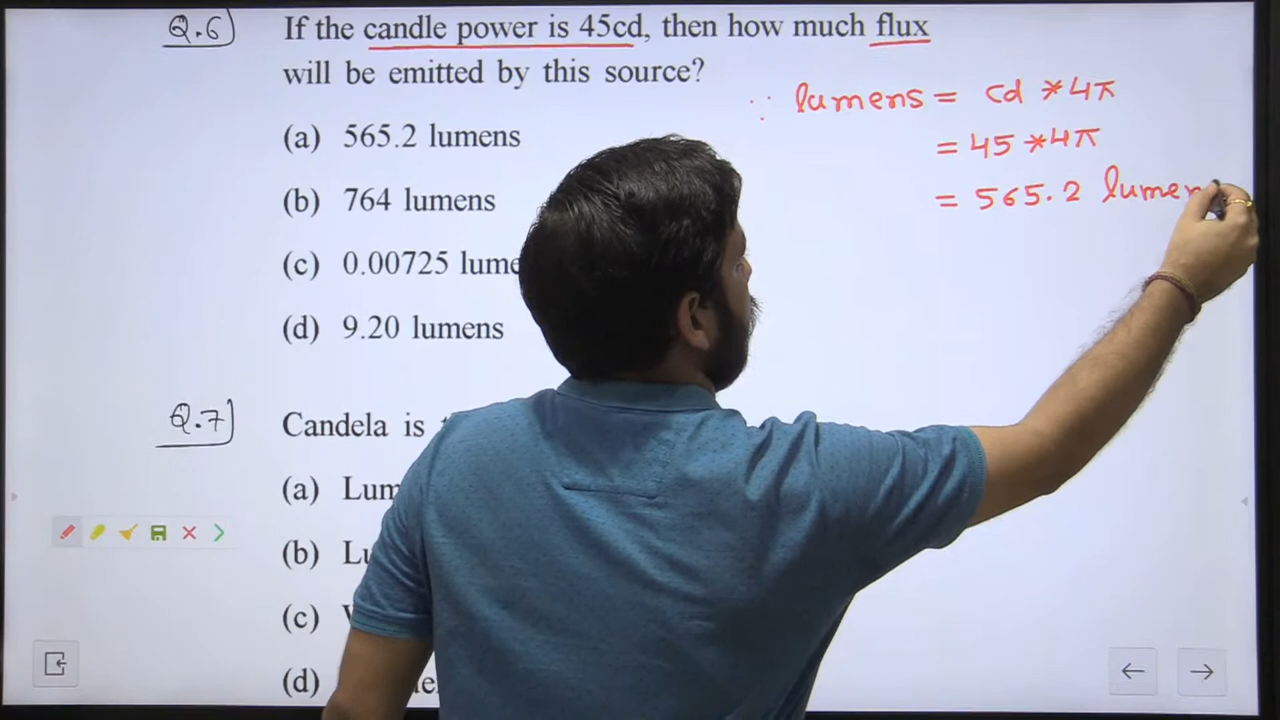 Q.6) If the candle power is 45cd, then how much flux
will be emitted by this source?
(a) 565.2 lumens
(b) 764 lumens
(c) 0.00725
(d) 9.20 lumens
∵ lumens = cd * 4π
= 45 * 4π
= 565.2
Q.7) Candela is
(a)
(b)
(c)
(d)